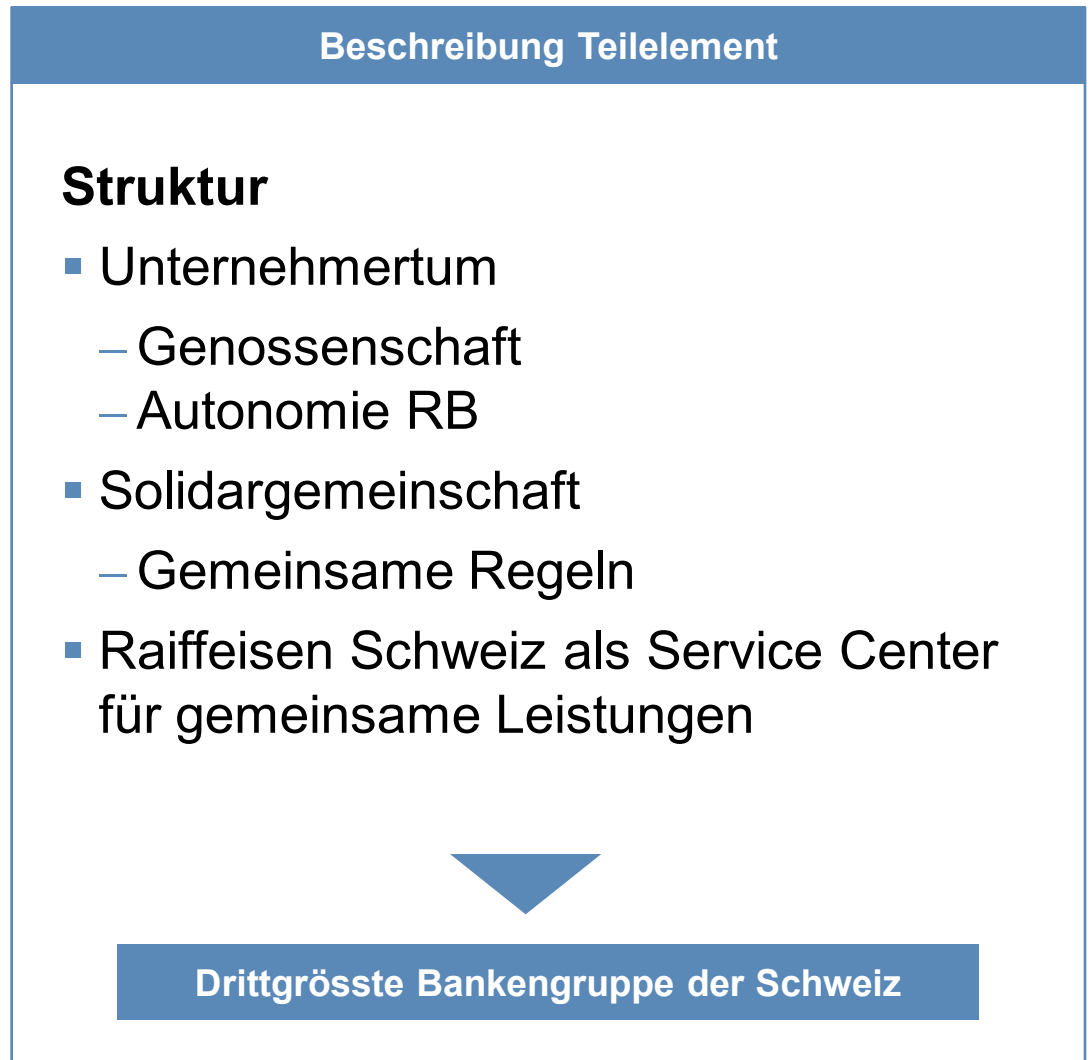 Beschreibung Teilelement
Struktur
▪ Unternehmertum
– Genossenschaft
– Autonomie RB
▪ Solidargemeinschaft
– Gemeinsame Regeln
▪ Raiffeisen Schweiz als Service Center
für gemeinsame Leistungen
Drittgrösste Bankengruppe der Schweiz